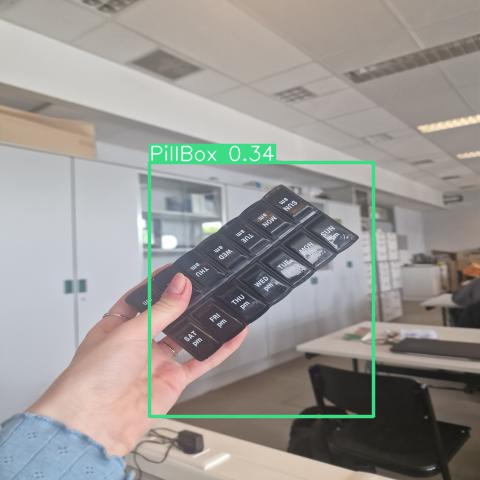 PillBox 0.34
SUN am
MON am
TUE am
WED am
THU am
SUN pm
MON pm
TUE pm
WED pm
THU pm
FRI pm
SAT pm